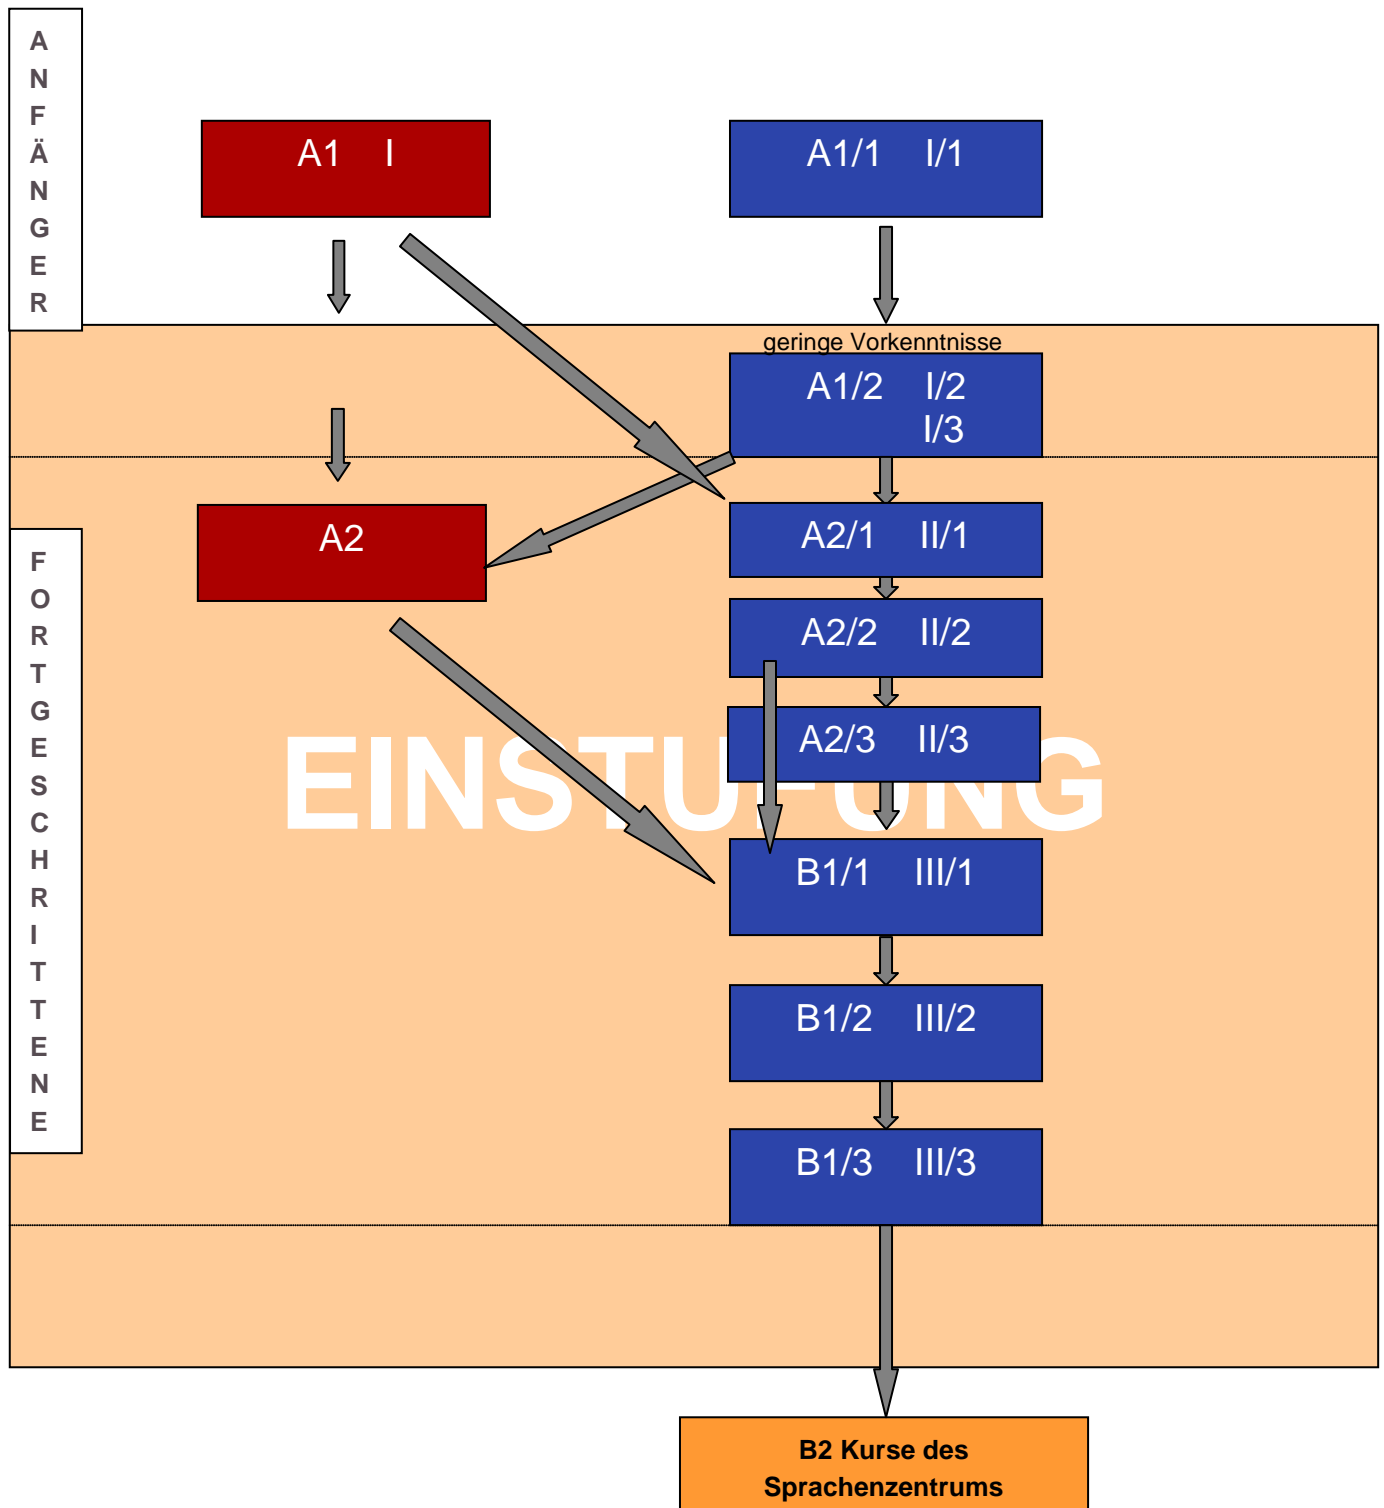 ANFÄNGER
A1 I
A1/1 I/1
geringe Vorkenntnisse
A1/2 I/2
I/3
A2/1 II/1
A2
FORTGESCHRITTENE
A2/2 II/2
A2/3 II/3
EINSTUFUNG
B1/1 III/1
B1/2 III/2
B1/3 III/3
B2 Kurse des
Sprachenzentrums